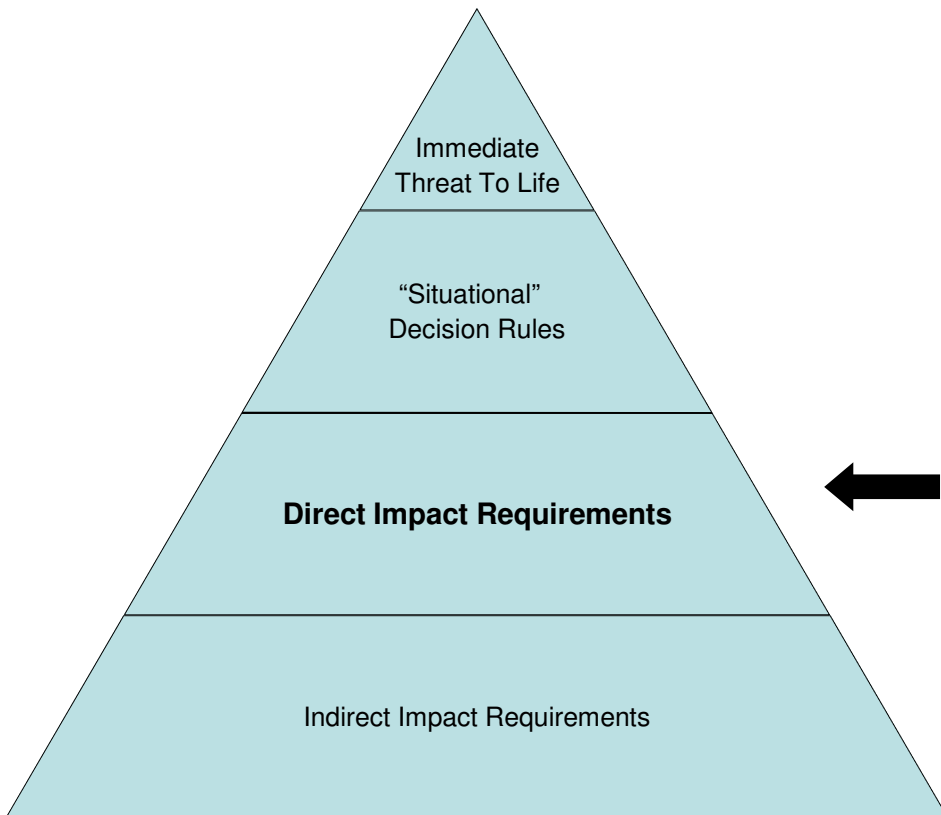 Immediate
Threat To Life
“Situational”
Decision Rules
Direct Impact Requirements
Indirect Impact Requirements